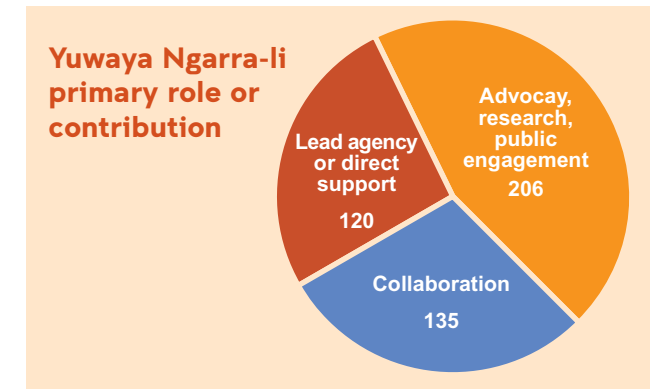 Yuwaya Ngarra-li
primary role or
contribution
Advocay,
research,
public
engagement
206
Lead agency
or direct
support
120
Collaboration
135